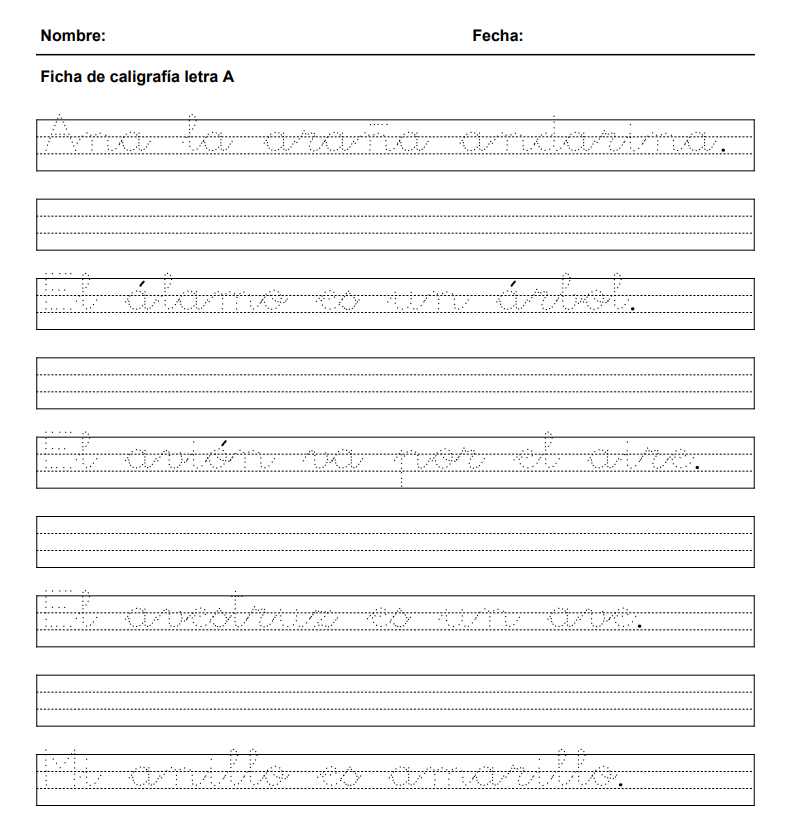 Nombre: Fecha:
Ficha de caligrafía letra A
Ana la araña andarina.
El álamo es un árbol.
El avión va por el aire.
El avestruz es un ave.
Mi anillo es amarillo.